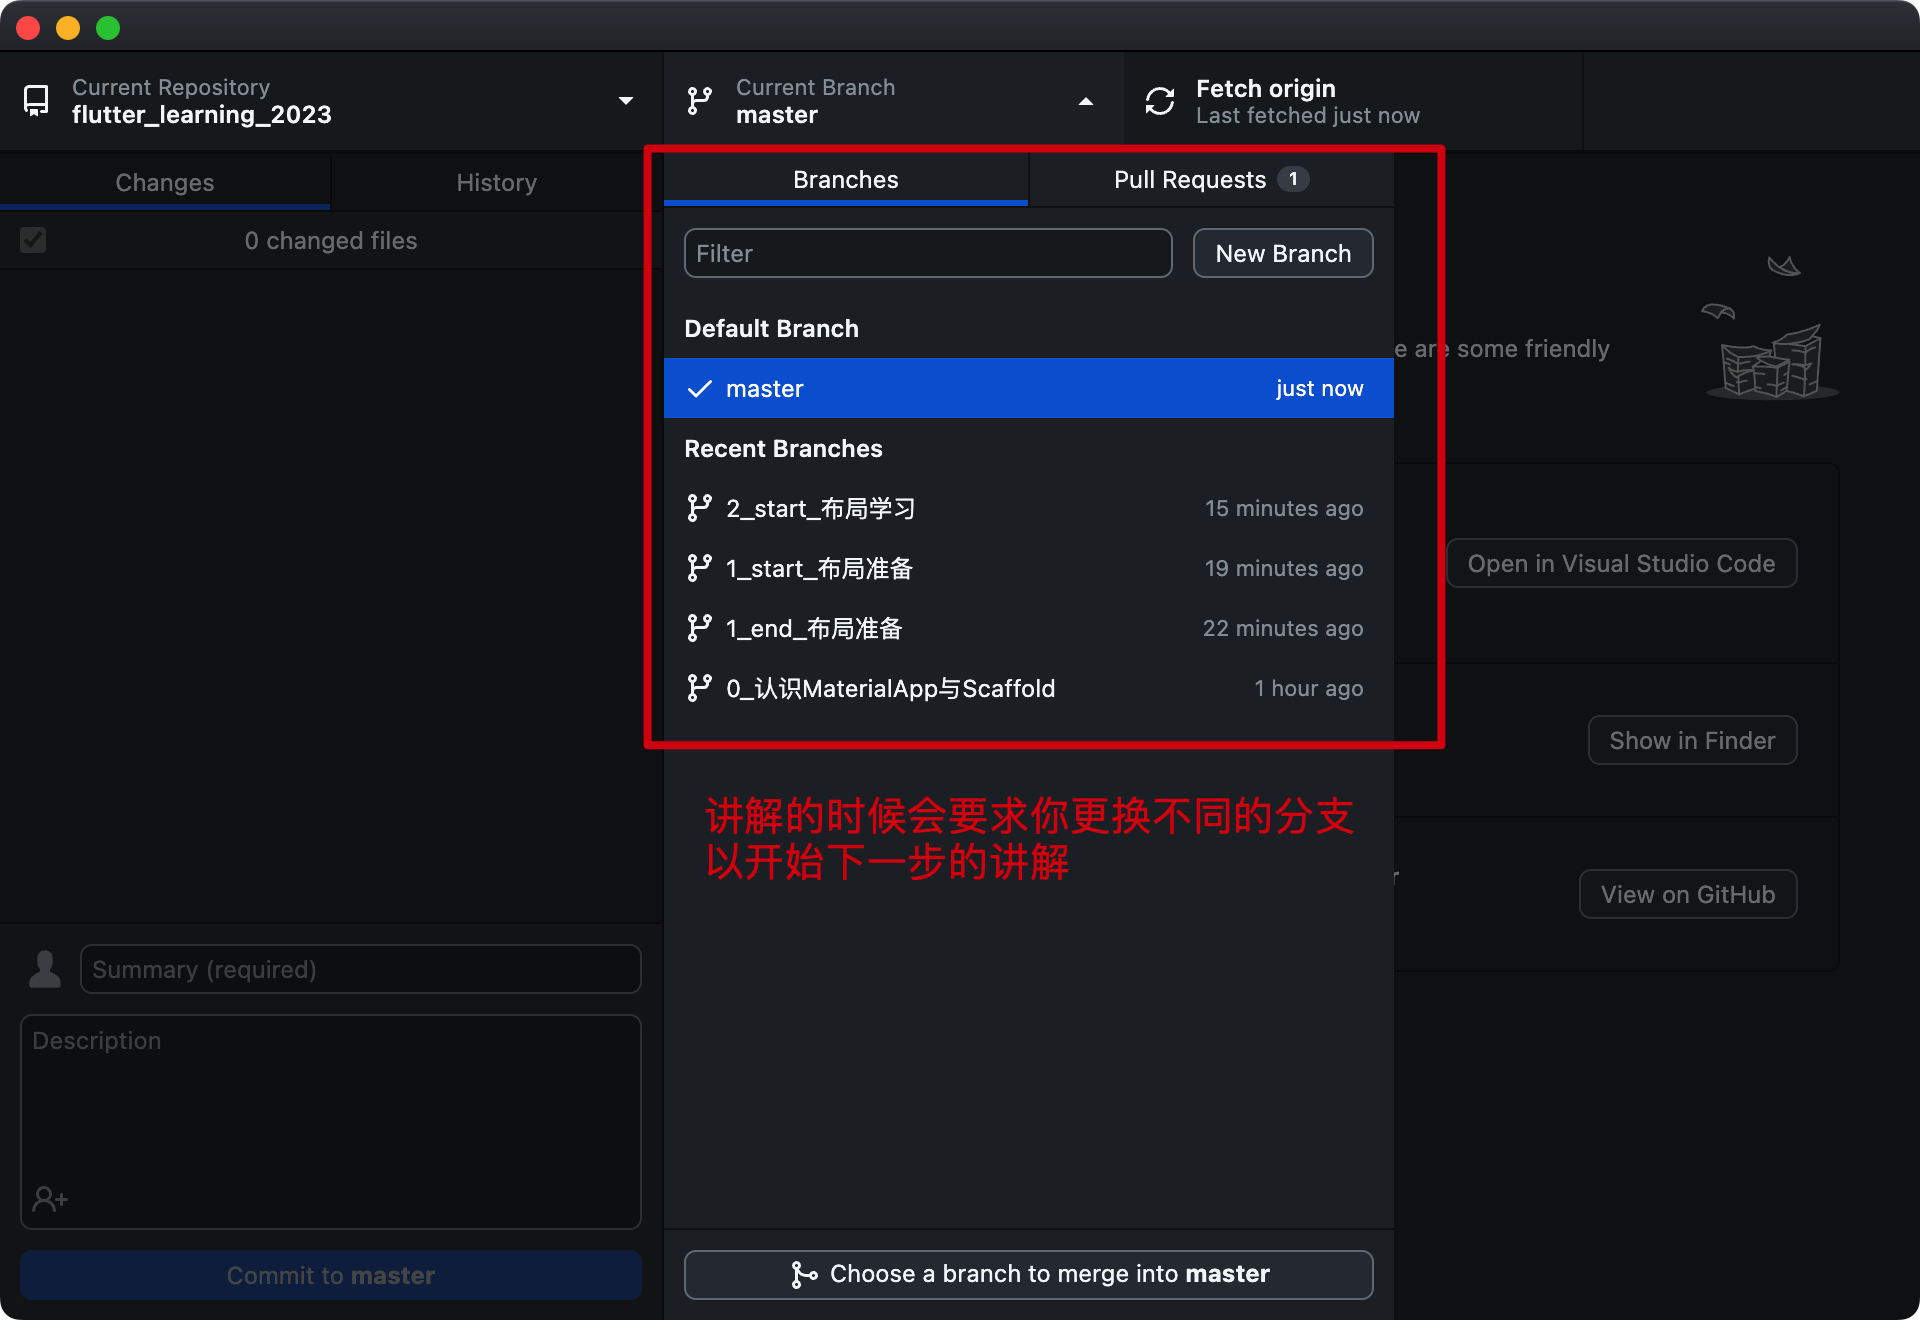 Current Repository
flutter_learning_2023
Current Branch
master
Fetch origin
Last fetched just now
Changes
History
Branches
Pull Requests 1
0 changed files
Filter
New Branch
Default Branch
e are some friendly
master
just now
Recent Branches
2_start_布局学习
15 minutes ago
1_start_布局准备
19 minutes ago
Open in Visual Studio Code
1_end_布局准备
22 minutes ago
0_认识MaterialApp与Scaffold
1 hour ago
Show in Finder
讲解的时候会要求你更换不同的分支
以开始下一步的讲解
View on GitHub
Summary (required)
Description
Commit to master
Choose a branch to merge into master